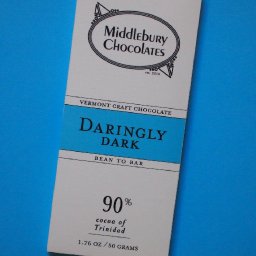 Middlebury
Chocolates
VERMONT CRAFT CHOCOLATE
DARINGLY
DARK
BEAN TO BAR
90%
cocoa of
Trinidad
1.76 OZ / 50 GRAMS